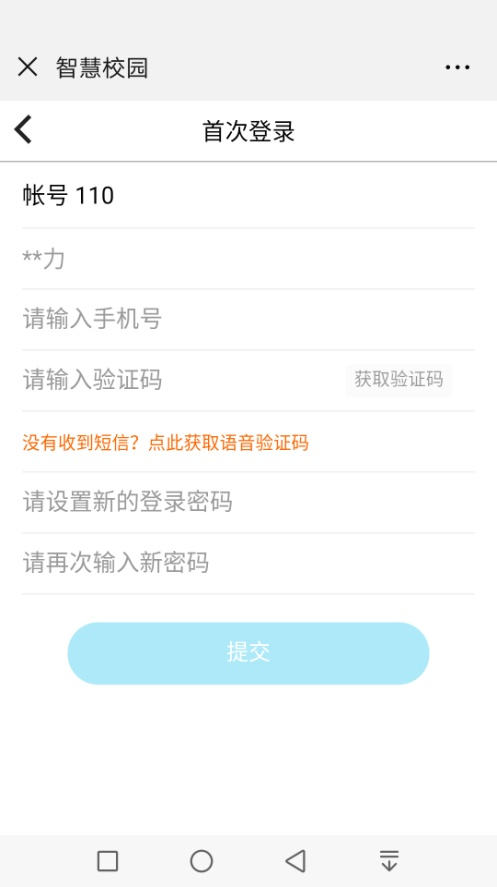 智慧校园
首次登录
帐号 110
**力
请输入手机号
请输入验证码 获取验证码
没有收到短信？点此获取语音验证码
请设置新的登录密码
请再次输入新密码
提交